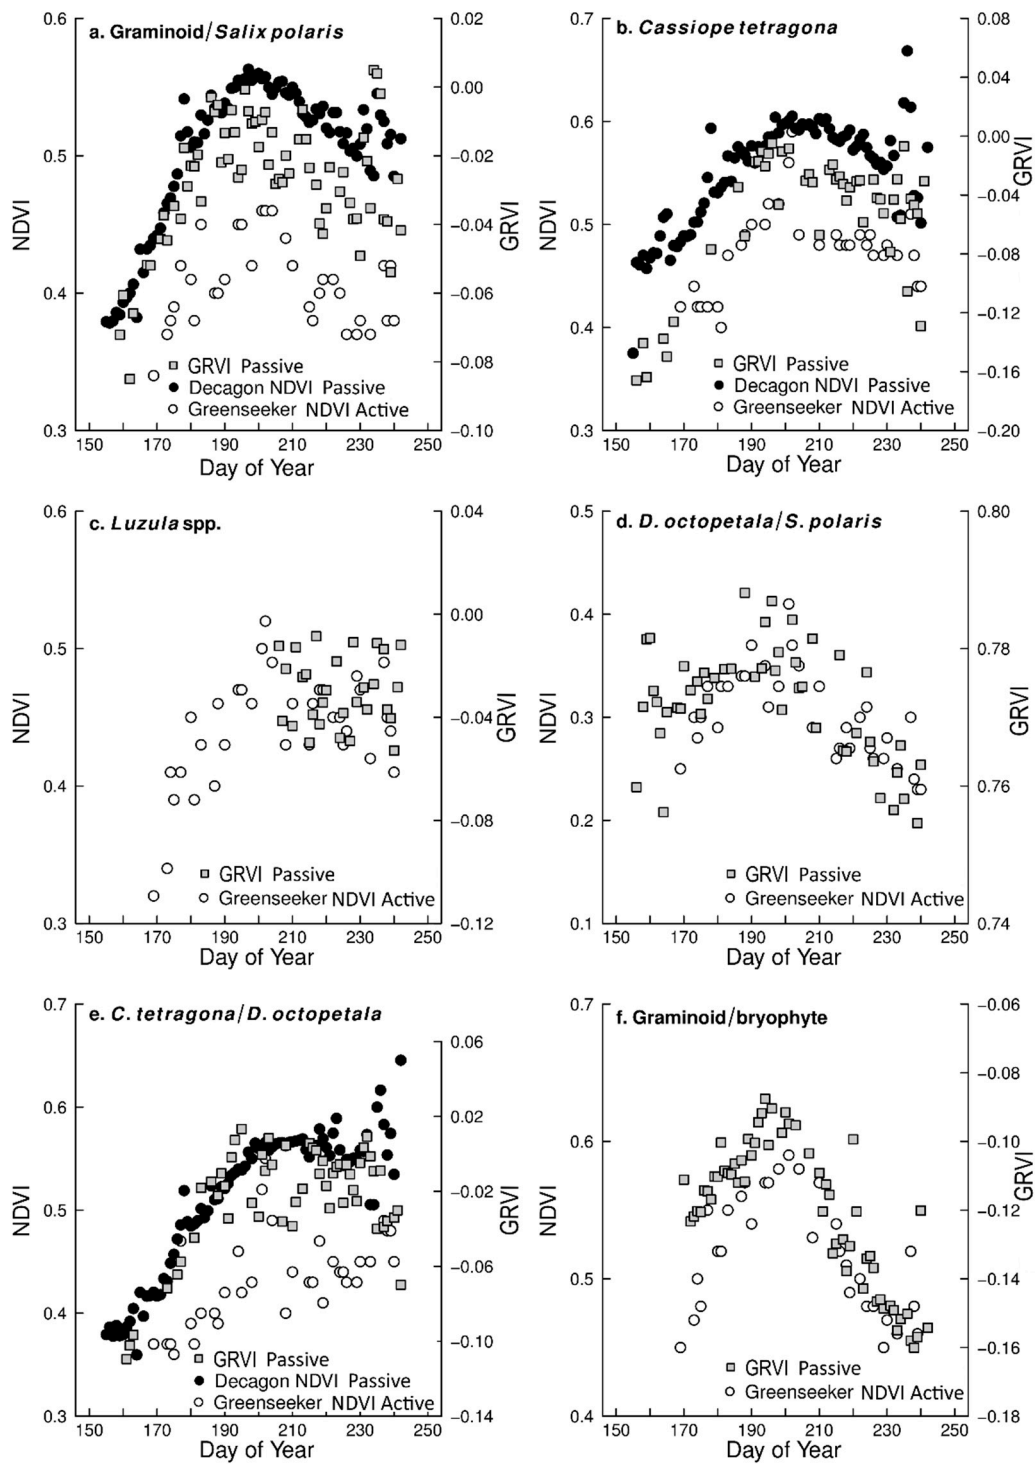 a. Graminoid/Salix polaris
0.6
0.5
0.4
0.3
NDVI
0.02
0.00
−0.02
−0.04
−0.06
−0.08
−0.10
GRVI
GRVI Passive
Decagon NDVI Passive
Greenseeker NDVI Active
150 170 190 210 230 250
Day of Year
b. Cassiope tetragona
0.7
0.6
0.5
0.4
0.3
NDVI
0.08
0.04
0.00
−0.04
−0.08
−0.12
−0.16
−0.20
GRVI
GRVI Passive
Decagon NDVI Passive
Greenseeker NDVI Active
150 170 190 210 230 250
Day of Year
c. Luzula spp.
0.6
0.5
0.4
0.3
NDVI
0.04
0.00
−0.04
−0.08
−0.12
GRVI
GRVI Passive
Greenseeker NDVI Active
150 170 190 210 230 250
Day of Year
d. D. octopetala/S. polaris
0.5
0.4
0.3
0.2
0.1
NDVI
0.80
0.78
0.76
0.74
GRVI
GRVI Passive
Greenseeker NDVI Active
150 170 190 210 230 250
Day of Year
e. C. tetragona/D. octopetala
0.7
0.6
0.5
0.4
0.3
NDVI
0.06
0.02
−0.02
−0.06
−0.10
−0.14
GRVI
GRVI Passive
Decagon NDVI Passive
Greenseeker NDVI Active
150 170 190 210 230 250
Day of Year
f. Graminoid/bryophyte
0.7
0.6
0.5
0.4
NDVI
−0.06
−0.08
−0.10
−0.12
−0.14
−0.16
−0.18
GRVI
GRVI Passive
Greenseeker NDVI Active
150 170 190 210 230 250
Day of Year